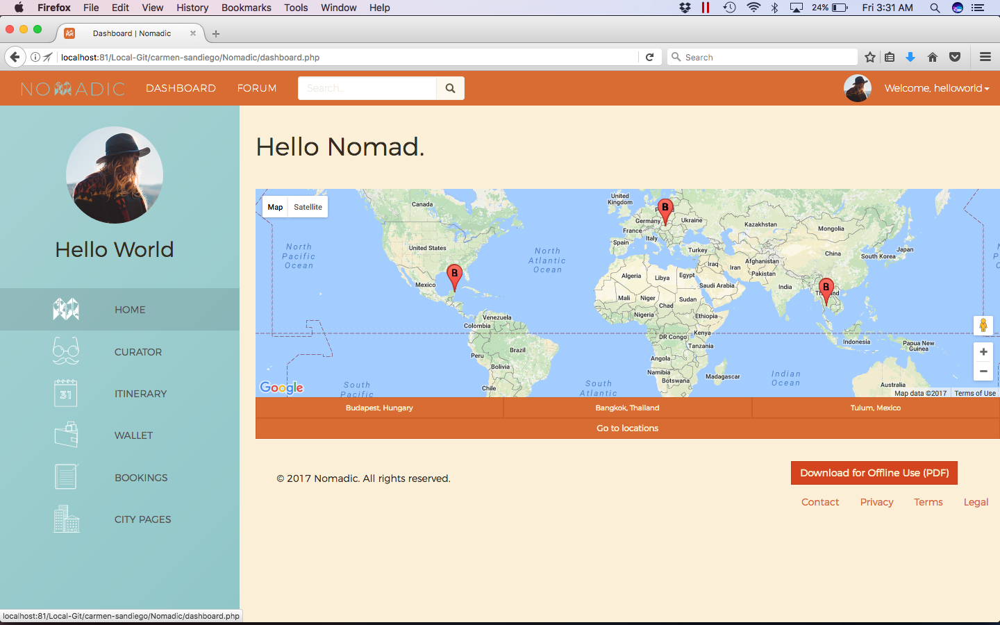 Firefox File Edit View History Bookmarks Tools Window Help 24% Fri 3:31 AM
Dashboard | Nomadic
localhost:81/Local-Git/carmen-sandiego/Nomadic/dashboard.php Search
NOMADIC DASHBOARD FORUM Search... Welcome, helloworld
Hello World
HOME
CURATOR
ITINERARY
31
WALLET
BOOKINGS
CITY PAGES
Hello Nomad.
Map Satellite
Canada
United Kingdom
B
Germany
Ukraine
France
Kazakhstan
Mongolia
North Pacific Ocean
United States
North Atlantic Ocean
Spain
Italy
Turkey
China
South Korea
Japan
Afghanistan
Pakistan
Iraq
Iran
B
Mexico
Algeria
Libya
Egypt
Saudi Arabia
India
B
Mali
Niger
Chad
Sudan
Nigeria
Ethiopia
Venezuela
Colombia
DR Congo
Kenya
Tanzania
Indonesia
Papua New Guinea
Peru
Brazil
Angola
Bolivia
Namibia
Botswana
Madagascar
Indian Ocean
Chile
South Pacific
South Atlantic
Australia
Google
Map data ©2017 Terms of Use
Budapest, Hungary Bangkok, Thailand Tulum, Mexico
Go to locations
© 2017 Nomadic. All rights reserved.
Download for Offline Use (PDF)
Contact Privacy Terms Legal
localhost:81/Local-Git/carmen-sandiego/Nomadic/dashboard.php